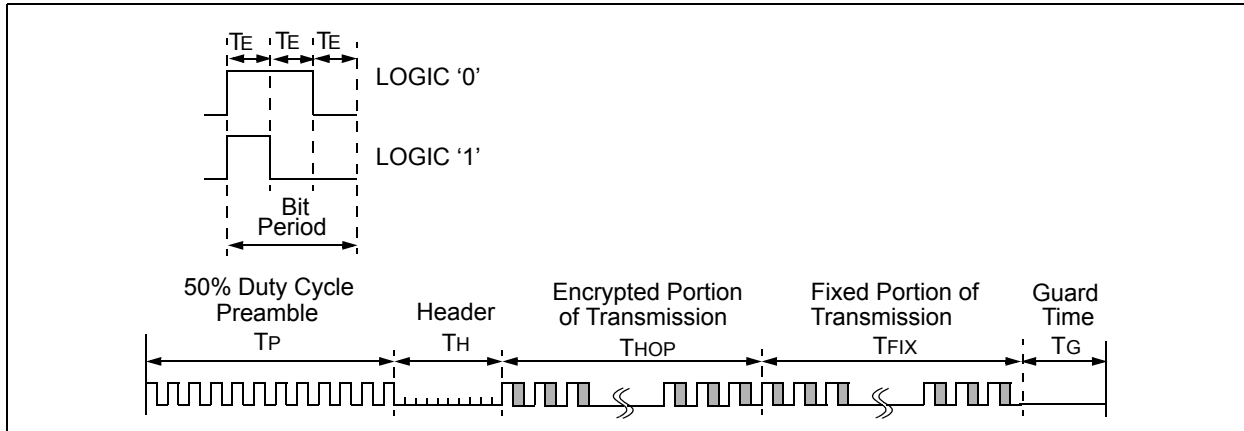 TE TE TE
LOGIC ‘0’
LOGIC ‘1’
Bit
Period
50% Duty Cycle
Preamble
TP
Header
TH
Encrypted Portion
of Transmission
THOP
Fixed Portion of
Transmission
TFIX
Guard
Time
TG